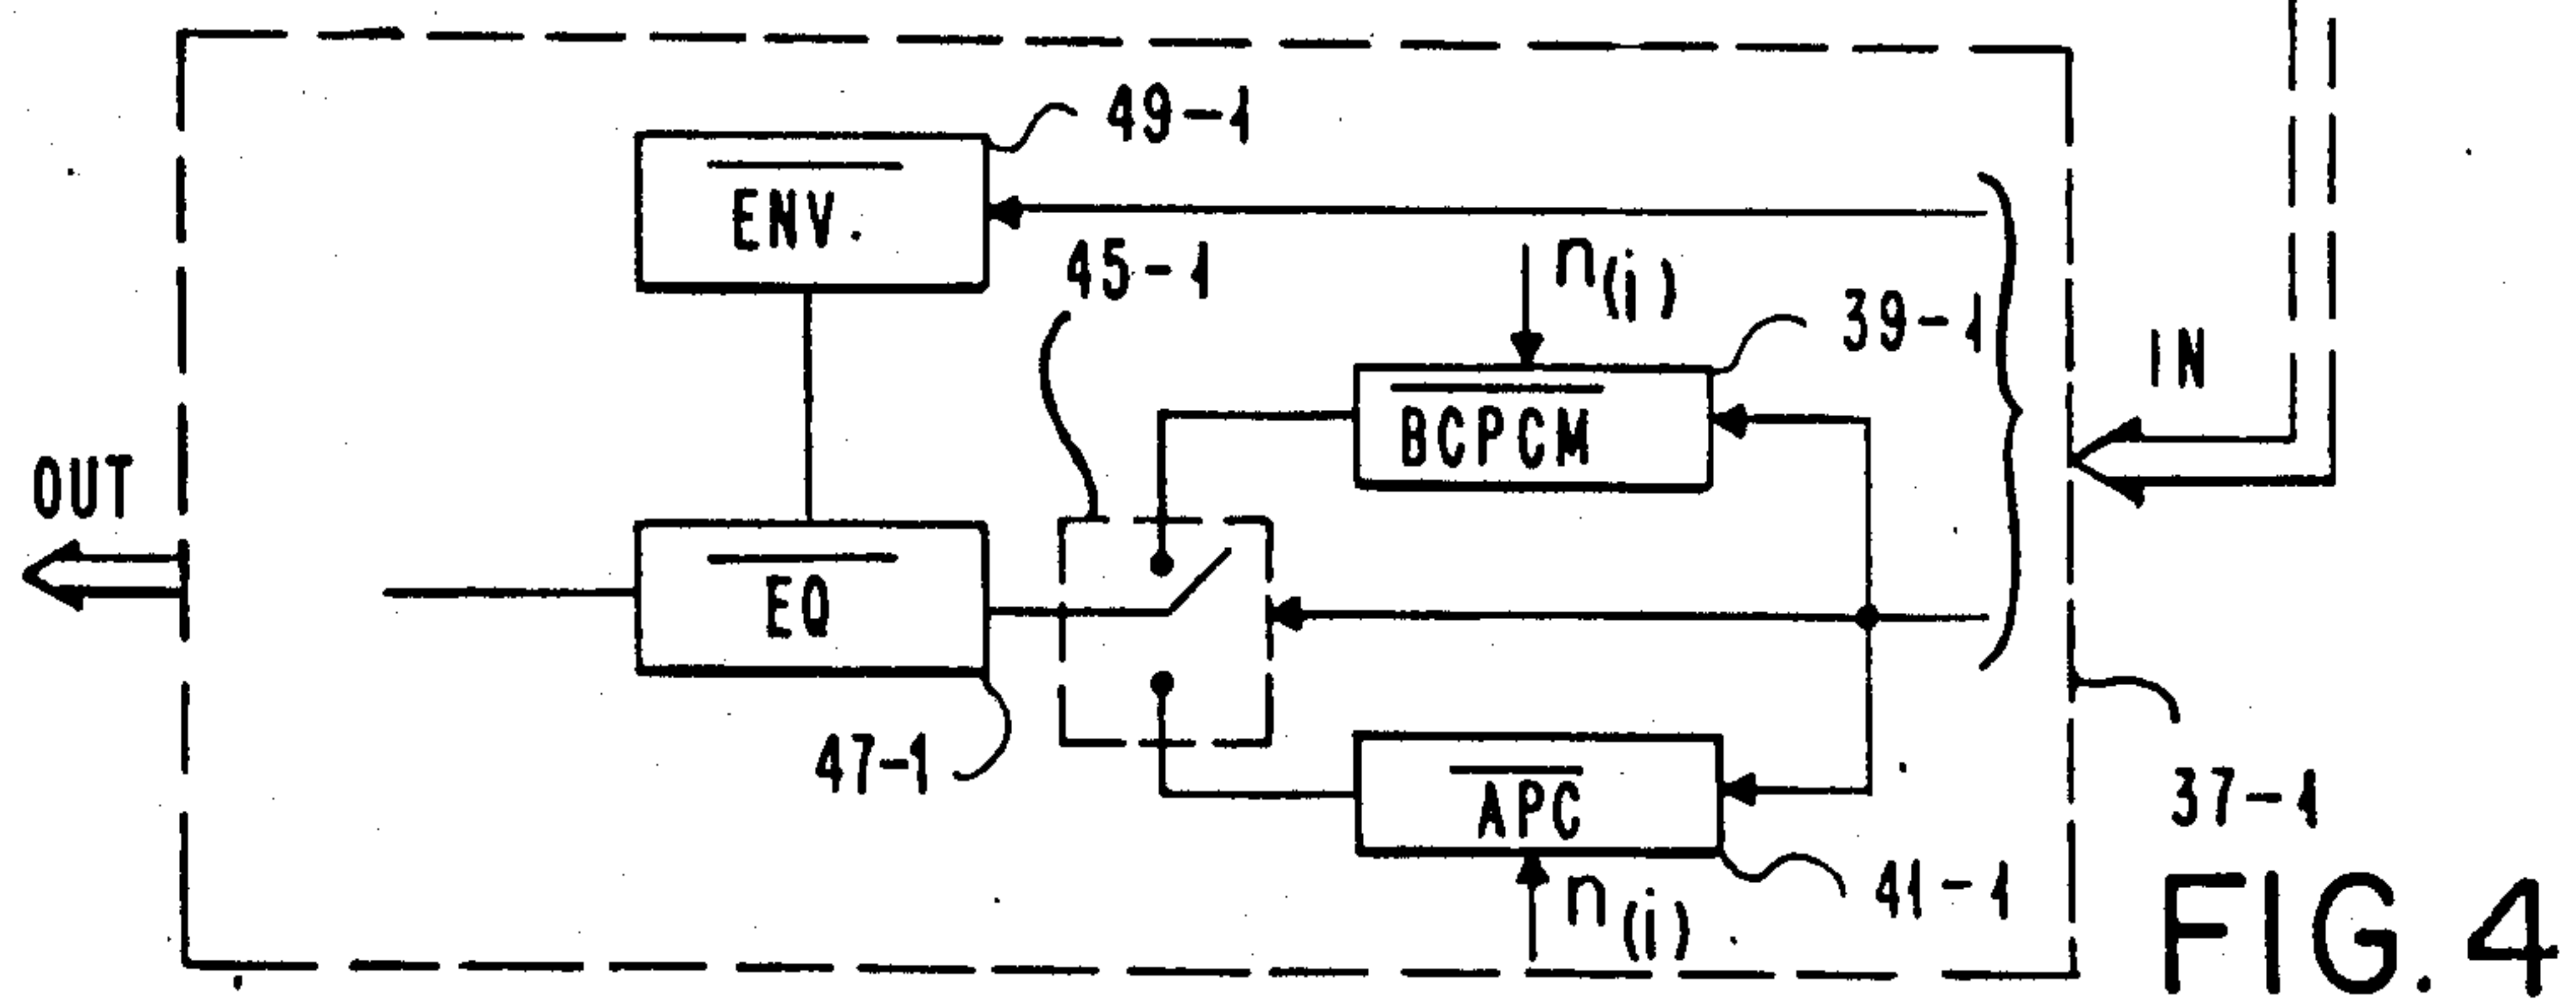 49-1
ENV.
45-1
n(i)
39-1
IN
BCPCM
OUT
EQ
47-1
37-1
APC
41-1
n(i)
FIG. 4